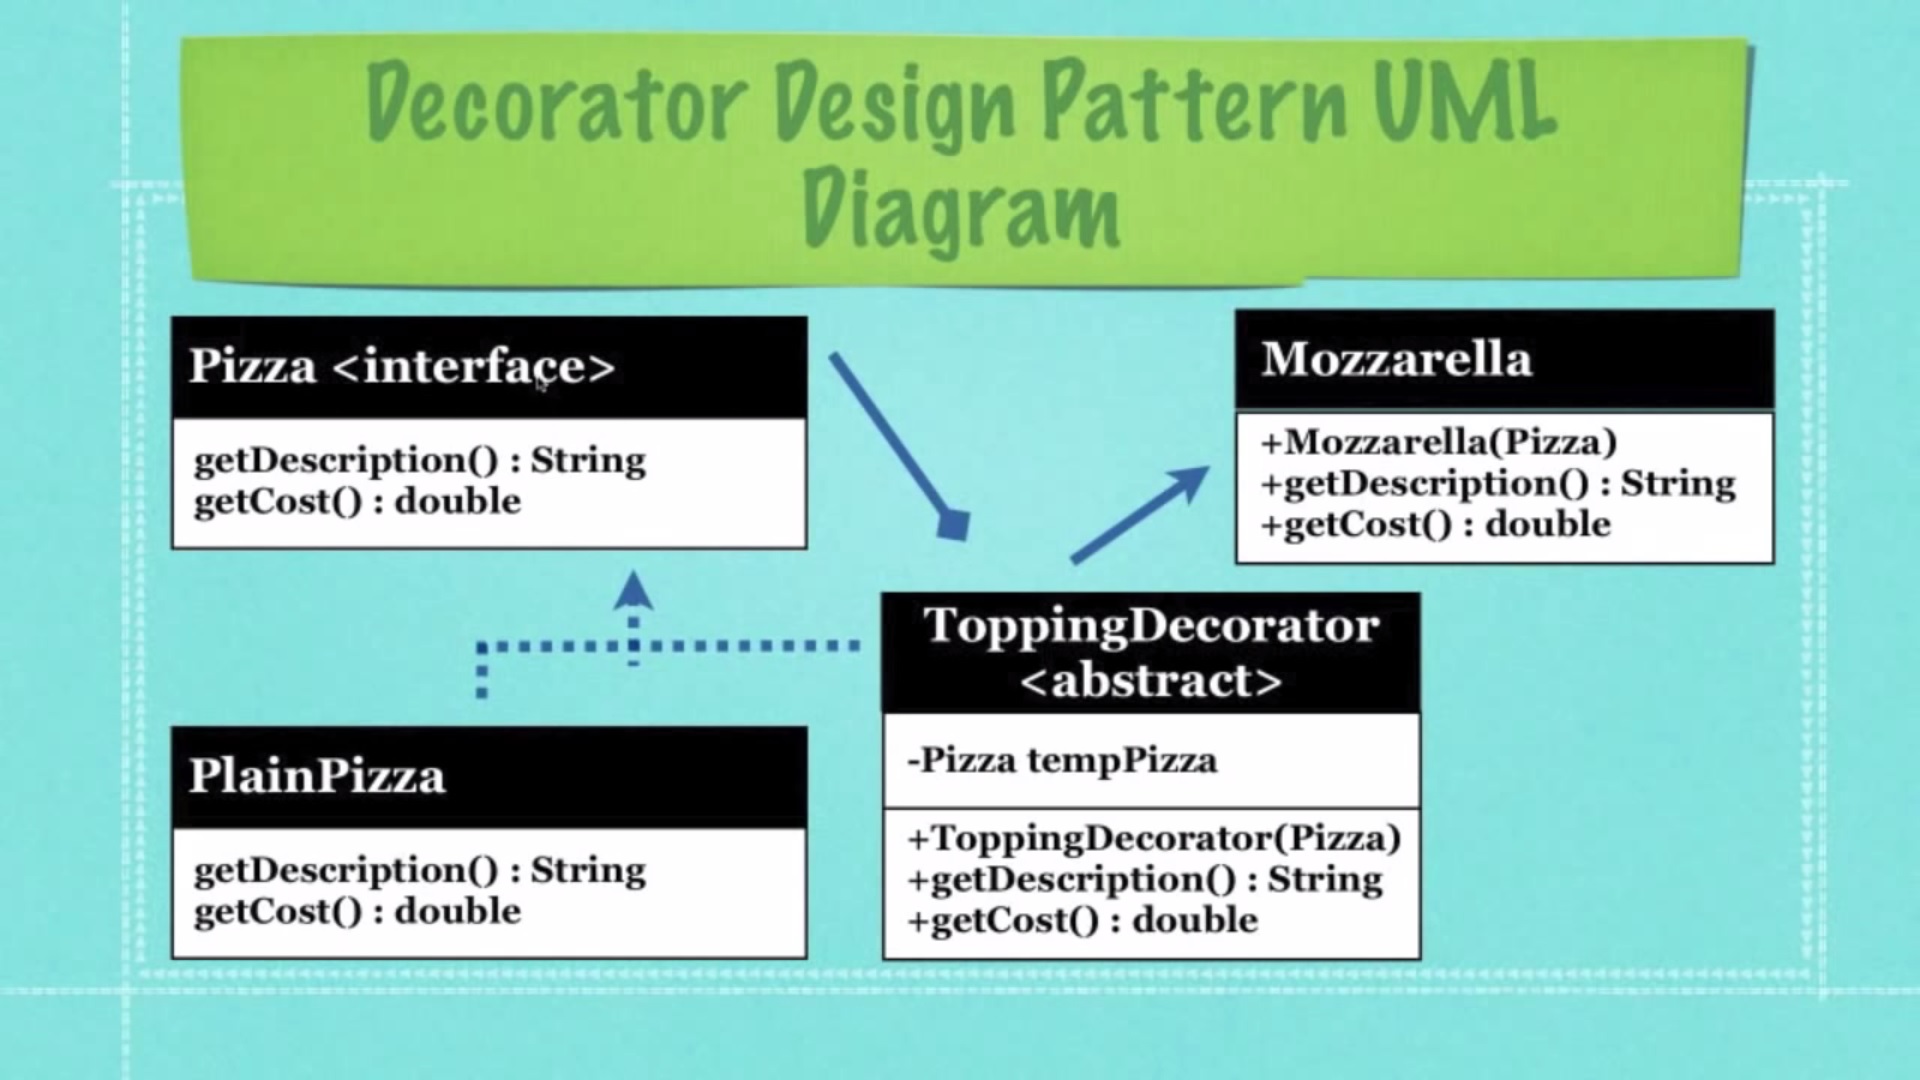 Decorator Design Pattern UML
Diagram
Pizza <interface>
getDescription() : String
getCost() : double
Mozzarella
+Mozzarella(Pizza)
+getDescription() : String
+getCost() : double
ToppingDecorator
<abstract>
-Pizza tempPizza
+ToppingDecorator(Pizza)
+getDescription() : String
+getCost() : double
PlainPizza
getDescription() : String
getCost() : double